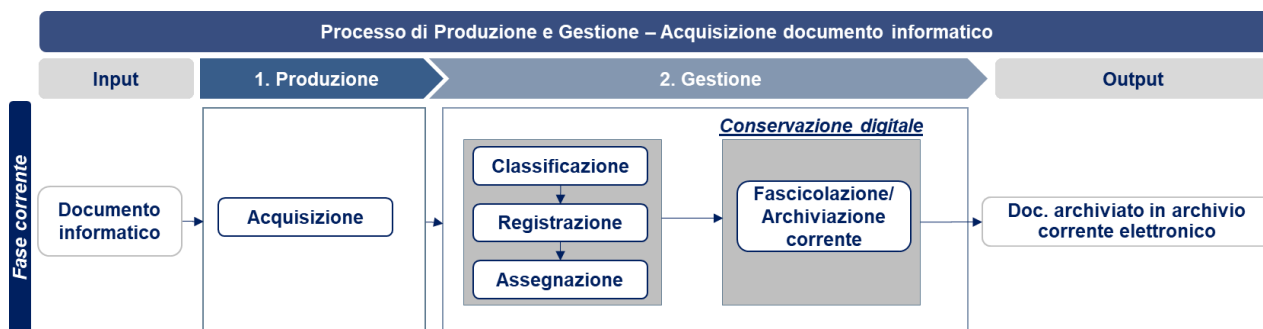 Processo di Produzione e Gestione – Acquisizione documento informatico
Input
1. Produzione
2. Gestione
Output
Fase corrente
Documento
informatico
Acquisizione
Classificazione
Registrazione
Assegnazione
Conservazione digitale
Fascicolazione/
Archiviazione
corrente
Doc. archiviato in archivio
corrente elettronico